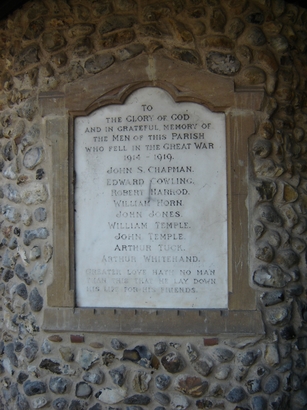 TO
THE GLORY OF GOD
AND IN GRATEFUL MEMORY OF
THE MEN OF THIS PARISH
WHO FELL IN THE GREAT WAR
1914 - 1919.
JOHN S. CHAPMAN.
EDWARD COWLING.
ROBERT HARROD.
WILLIAM HORN.
JOHN JONES.
WILLIAM TEMPLE.
JOHN TEMPLE.
ARTHUR TUCK.
ARTHUR WHITEHAND.
GREATER LOVE HATH NO MAN
THAN THIS THAT HE LAY DOWN
HIS LIFE FOR HIS FRIENDS.